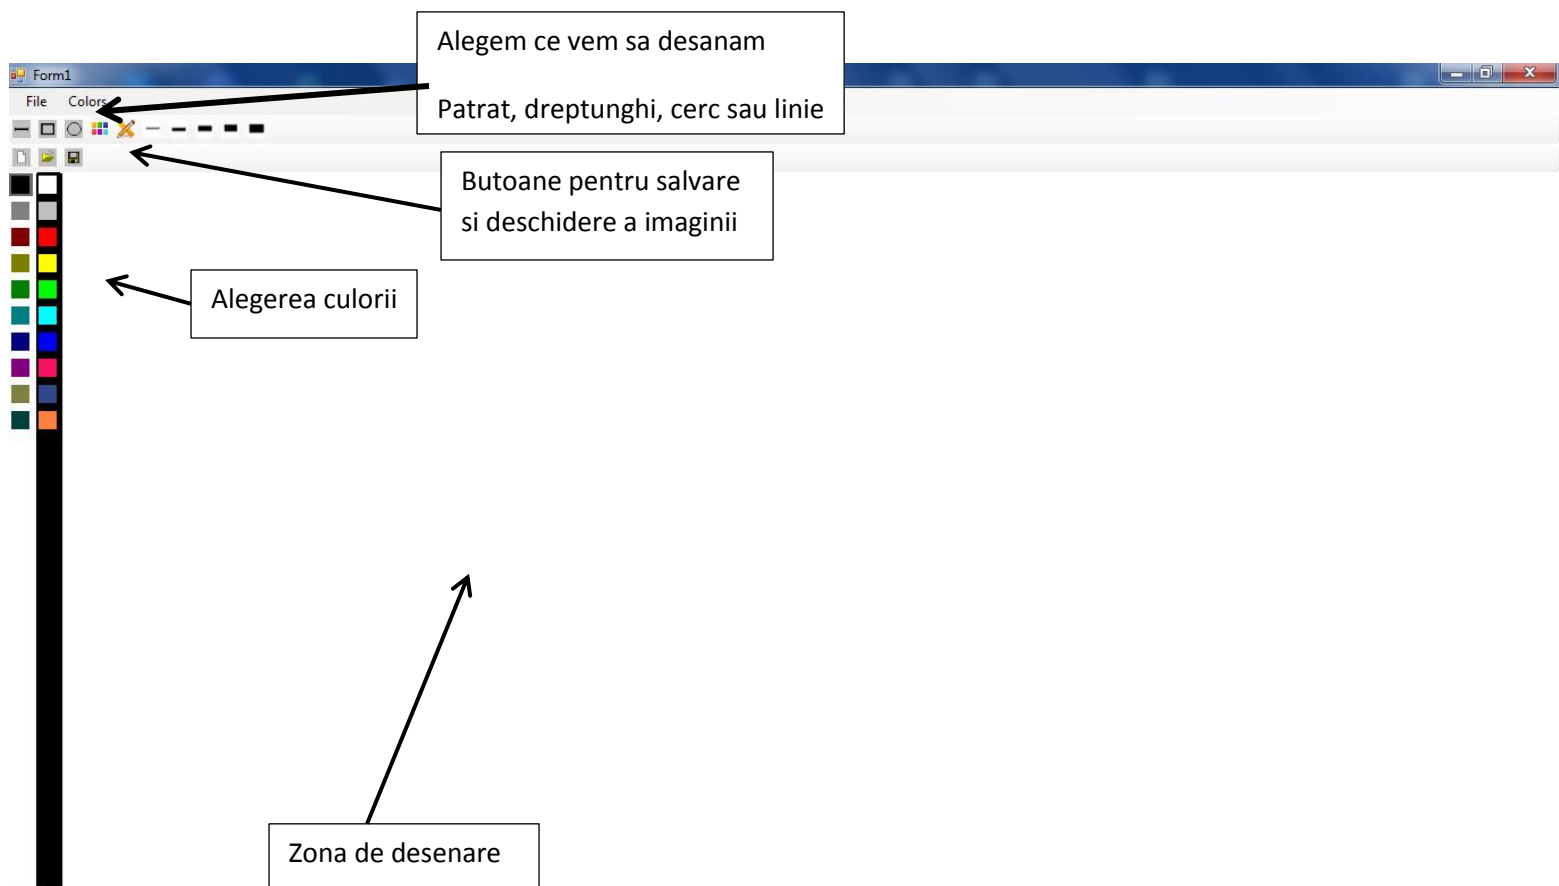 Alegem ce vem sa desanam
Form1
File Colors
Patrat, dreptunghi, cerc sau linie
Butoane pentru salvare
si deschidere a imaginii
Alegerea culorii
Zona de desenare